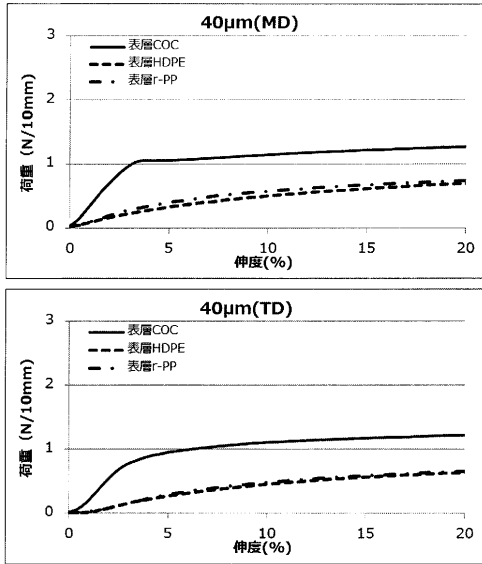 40μm(MD)
3
2
1
0
荷重（N/10mm）
表層COC
表層HDPE
表層r-PP
0 5 10 15 20
伸度(%)
40μm(TD)
3
2
1
0
荷重（N/10mm）
表層COC
表層HDPE
表層r-PP
0 5 10 15 20
伸度(%)